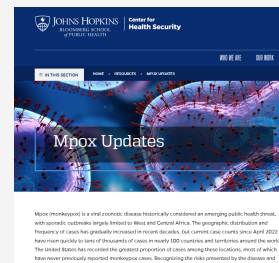 JOHNS HOPKINS
BLOOMBERG SCHOOL
of PUBLIC HEALTH
Center for
Health Security
WHO WE ARE OUR WORK
☰ IN THIS SECTION HOME > RESOURCES > MPOX UPDATES
Mpox Updates
Mpox (monkeypox) is a viral zoonotic disease historically considered an emerging public health threat,
with sporadic outbreaks largely limited to West and Central Africa. The geographic distribution and
frequency of cases has gradually increased in recent decades, but current case counts since April 2022
have risen quickly to tens of thousands of cases in nearly 100 countries and territories around the world.
The United States has recorded the greatest proportion of cases among these locations, most of which
have never previously reported monkeypox cases. Recognizing the risks presented by the disease and